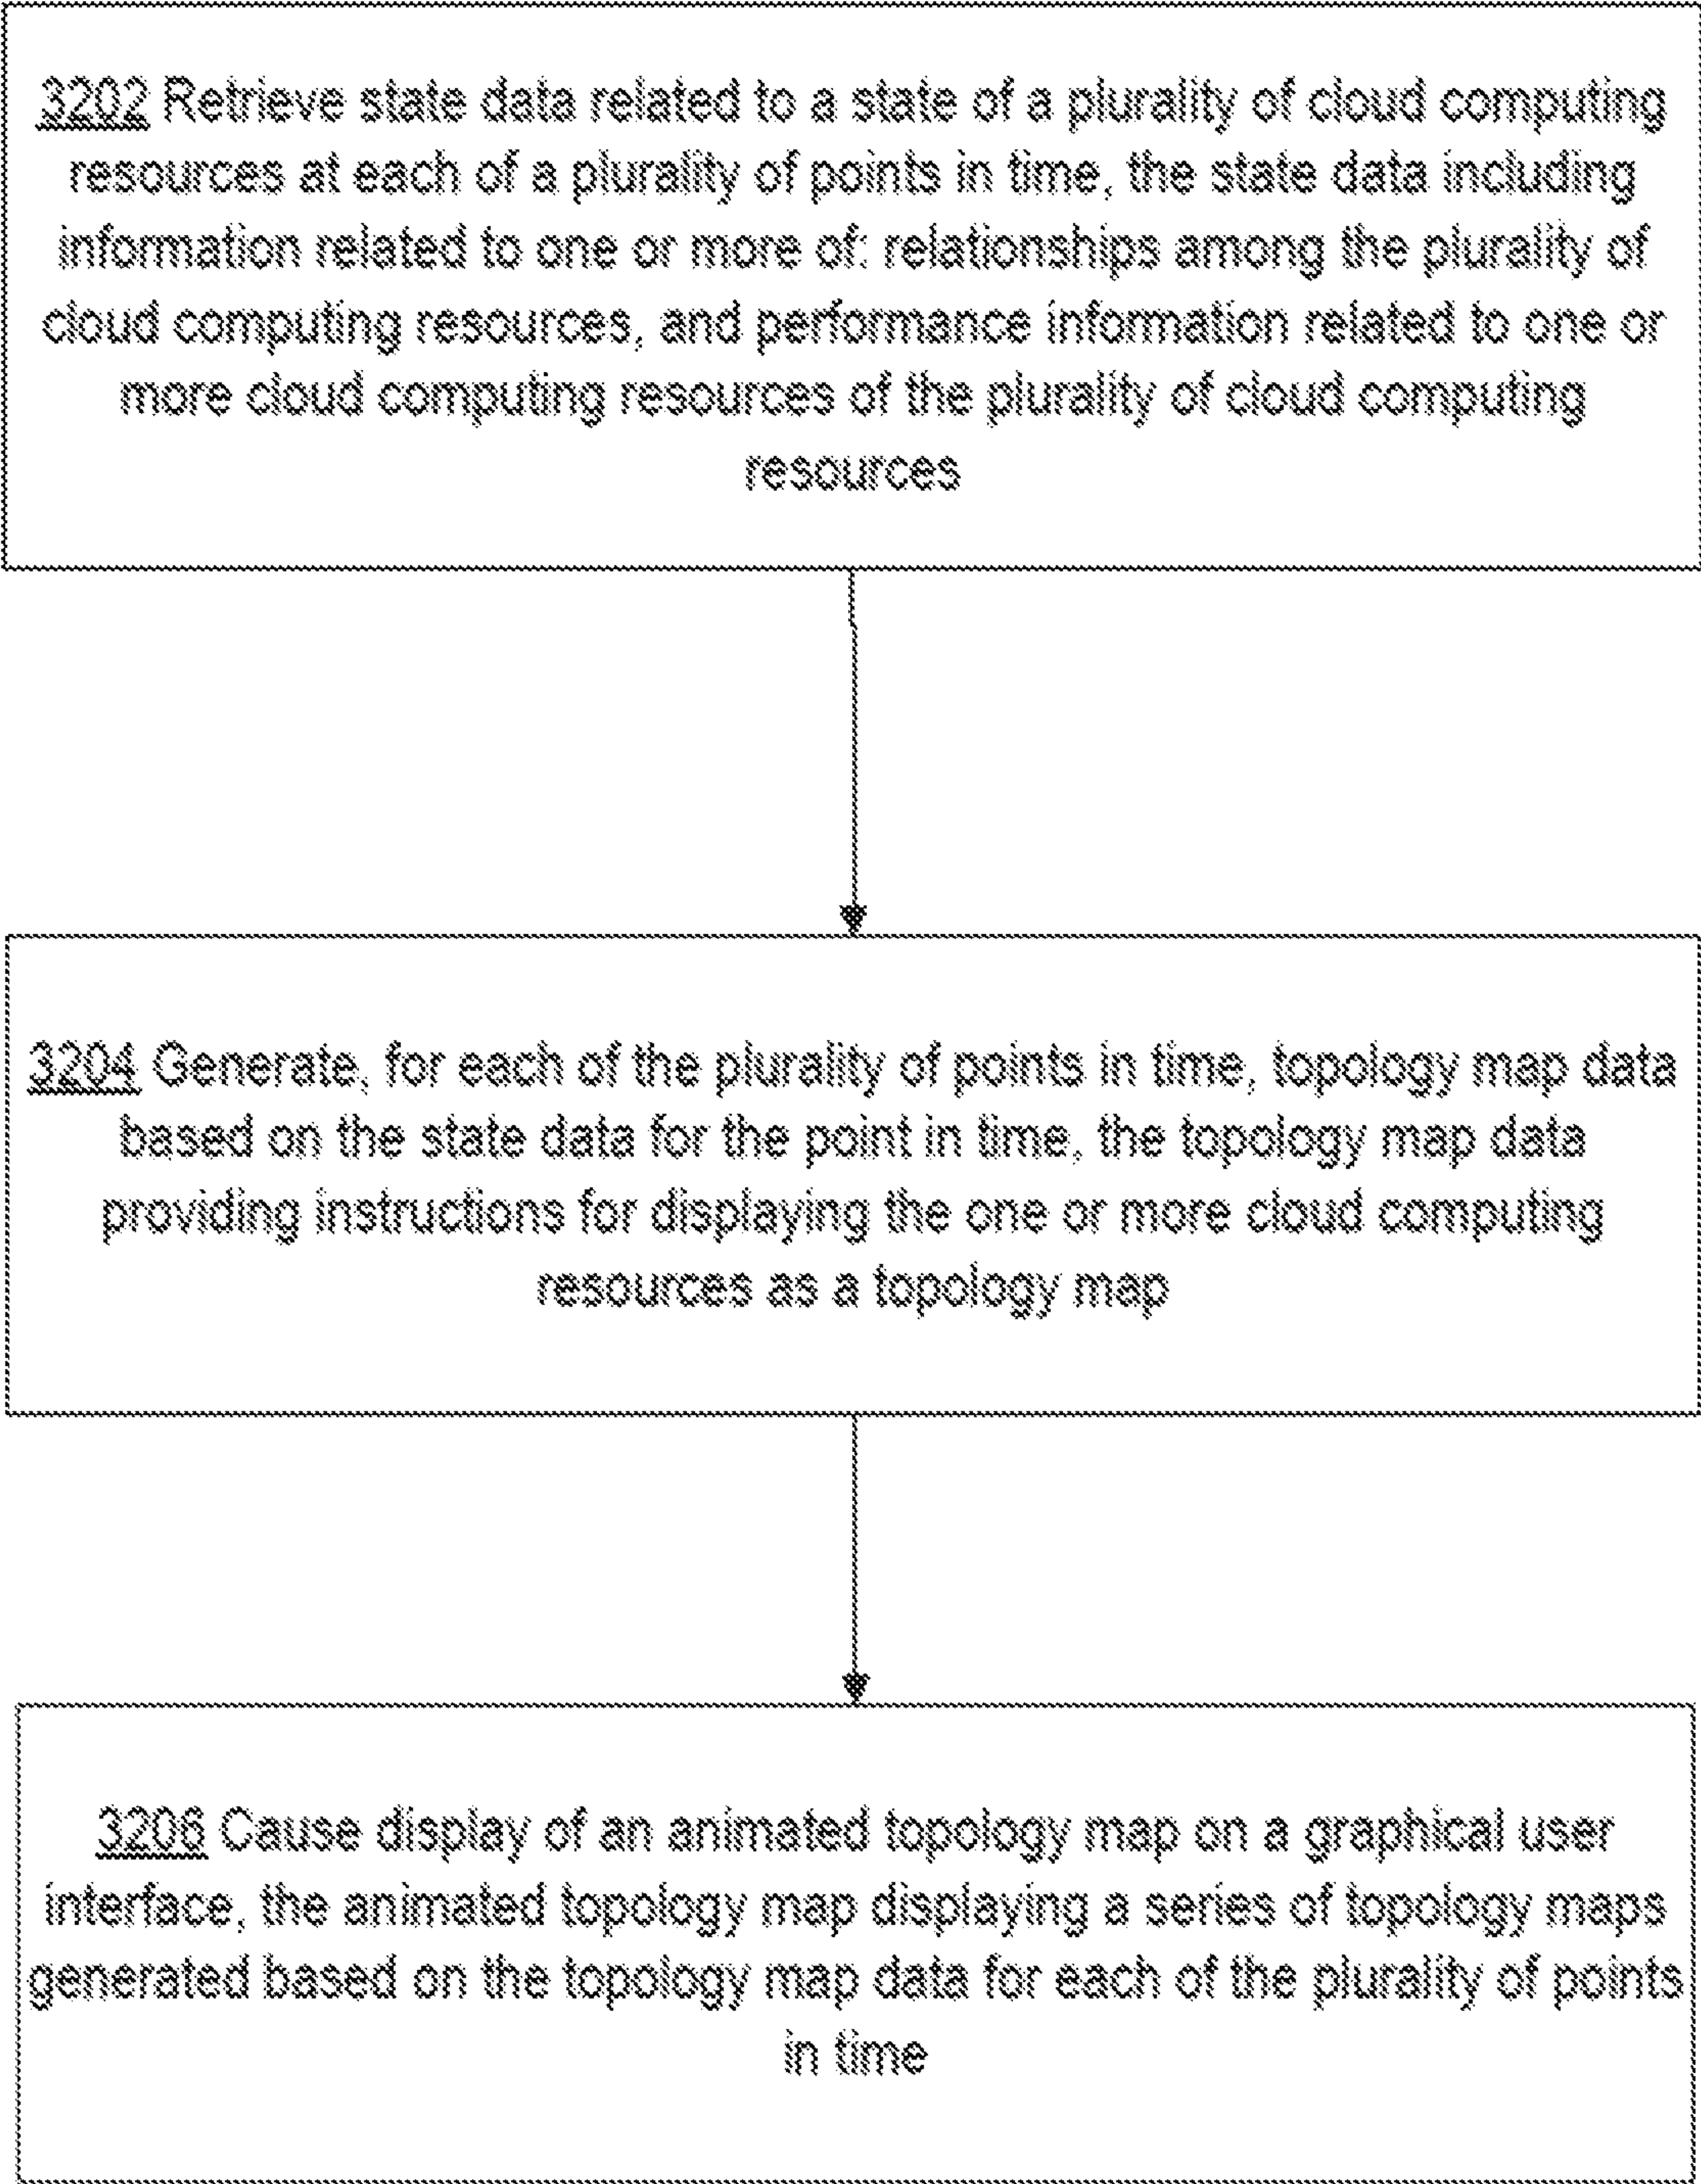 3202 Retrieve state data related to a state of a plurality of cloud computing
resources at each of a plurality of points in time, the state data including
information related to one or more of: relationships among the plurality of
cloud computing resources, and performance information related to one or
more cloud computing resources of the plurality of cloud computing
resources
3204 Generate, for each of the plurality of points in time, topology map data
based on the state data for the point in time, the topology map data
providing instructions for displaying the one or more cloud computing
resources as a topology map
3206 Cause display of an animated topology map on a graphical user
interface, the animated topology map displaying a series of topology maps
generated based on the topology map data for each of the plurality of points
in time